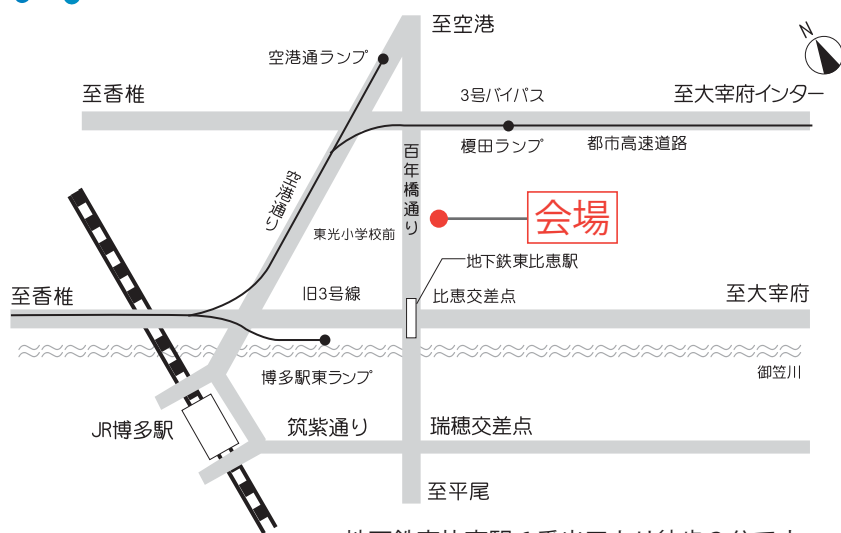 至空港
N
空港通ランプ
至香椎
3号バイパス
至大宰府インター
榎田ランプ
都市高速道路
百年橋通り
空港通り
会場
東光小学校前
地下鉄東比恵駅
至香椎
旧3号線
比恵交差点
至大宰府
博多駅東ランプ
御笠川
JR博多駅
筑紫通り
瑞穂交差点
至平尾